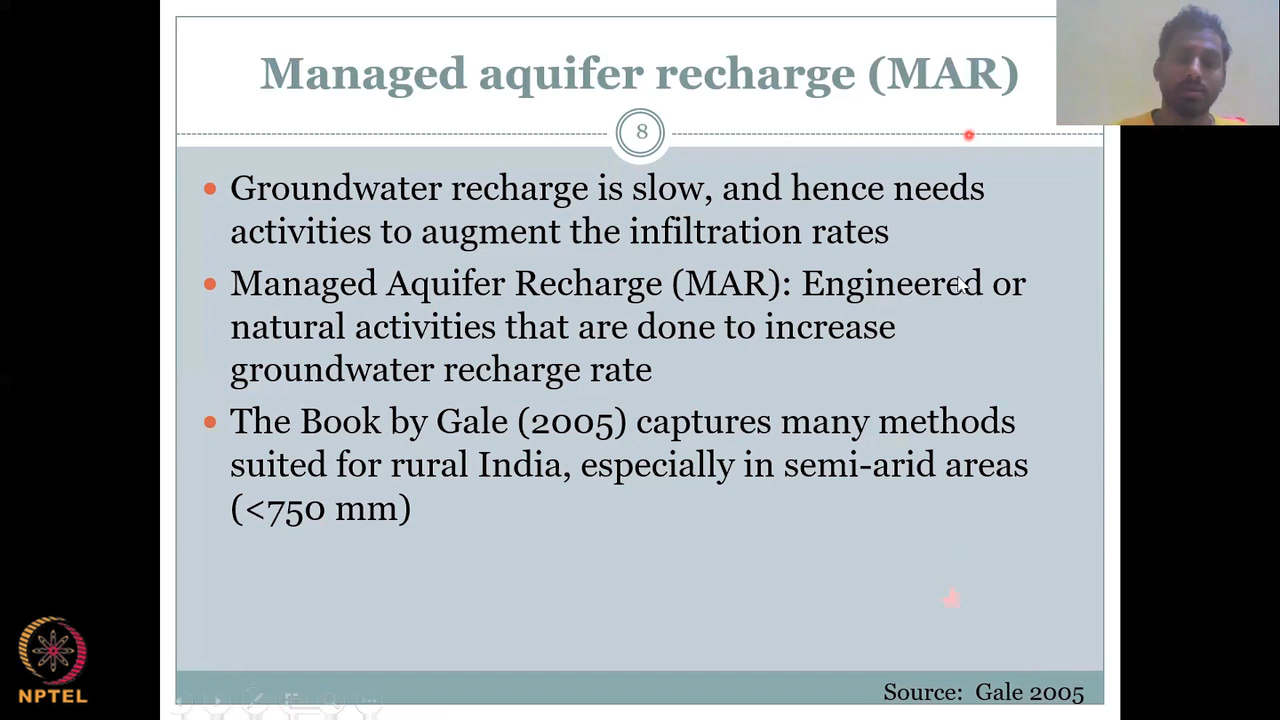 Managed aquifer recharge (MAR)
8
Groundwater recharge is slow, and hence needs
activities to augment the infiltration rates
Managed Aquifer Recharge (MAR): Engineered or
natural activities that are done to increase
groundwater recharge rate
The Book by Gale (2005) captures many methods
suited for rural India, especially in semi-arid areas
(<750 mm)
NPTEL
Source: Gale 2005